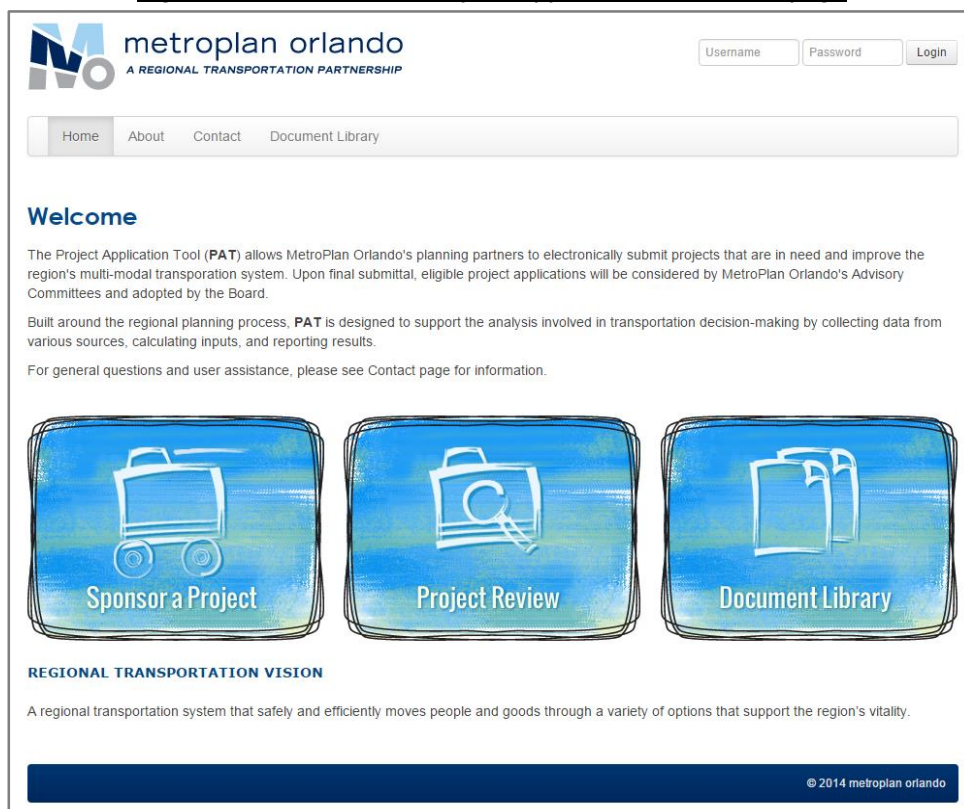 metroplan orlando
A REGIONAL TRANSPORTATION PARTNERSHIP
Username Password Login
Home About Contact Document Library
Welcome
The Project Application Tool (PAT) allows MetroPlan Orlando's planning partners to electronically submit projects that are in need and improve the
region's multi-modal transporation system. Upon final submittal, eligible project applications will be considered by MetroPlan Orlando's Advisory
Committees and adopted by the Board.
Built around the regional planning process, PAT is designed to support the analysis involved in transportation decision-making by collecting data from
various sources, calculating inputs, and reporting results.
For general questions and user assistance, please see Contact page for information.
Sponsor a Project
Project Review
Document Library
REGIONAL TRANSPORTATION VISION
A regional transportation system that safely and efficiently moves people and goods through a variety of options that support the region's vitality.
© 2014 metroplan orlando